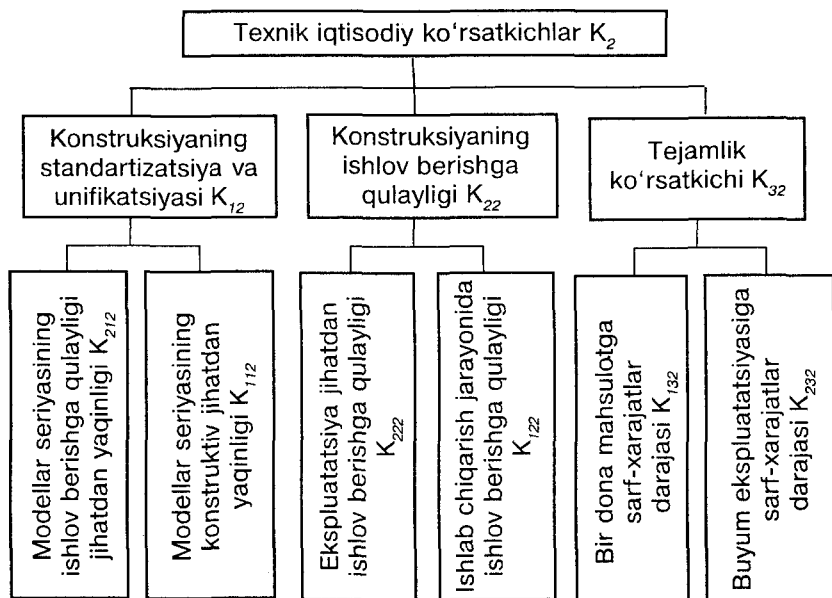 Texnik iqtisodiy ko‘rsatkichlar K₂
Konstruksiyaning
standartizatsiya va
unifikatsiyasi K₁₂
Konstruksiyaning
ishlov berishga
qulayligi K₂₂
Tejamlik
ko‘rsatkichi K₃₂
Modellar seriyasining
ishlov berishga qulayligi
jihatdan yaqinligi K₂₁₂
Modellar seriyasining
konstruktiv jihatdan
yaqinligi K₁₁₂
Ekspluatatsiya jihatdan
ishlov berishga qulayligi
K₂₂₂
Ishlab chiqarish jarayonida
ishlov berishga qulayligi
K₁₂₂
Bir dona mahsulotga
sarf-xarajatlar
darajasi K₁₃₂
Buyum ekspluatatsiyasiga
sarf-xarajatlar
darajasi K₂₃₂